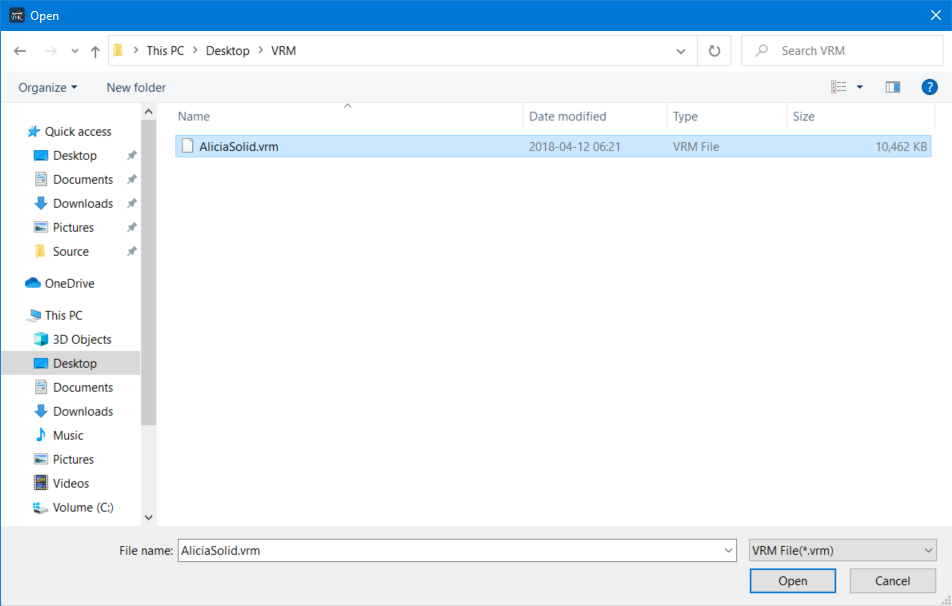 Open
This PC > Desktop > VRM
Search VRM
Organize
New folder
Name
Date modified
Type
Size
AliciaSolid.vrm
2018-04-12 06:21
VRM File
10,462 KB
Quick access
Desktop
Documents
Downloads
Pictures
Source
OneDrive
This PC
3D Objects
Desktop
Documents
Downloads
Music
Pictures
Videos
Volume (C:)
File name:
AliciaSolid.vrm
VRM File(*.vrm)
Open
Cancel